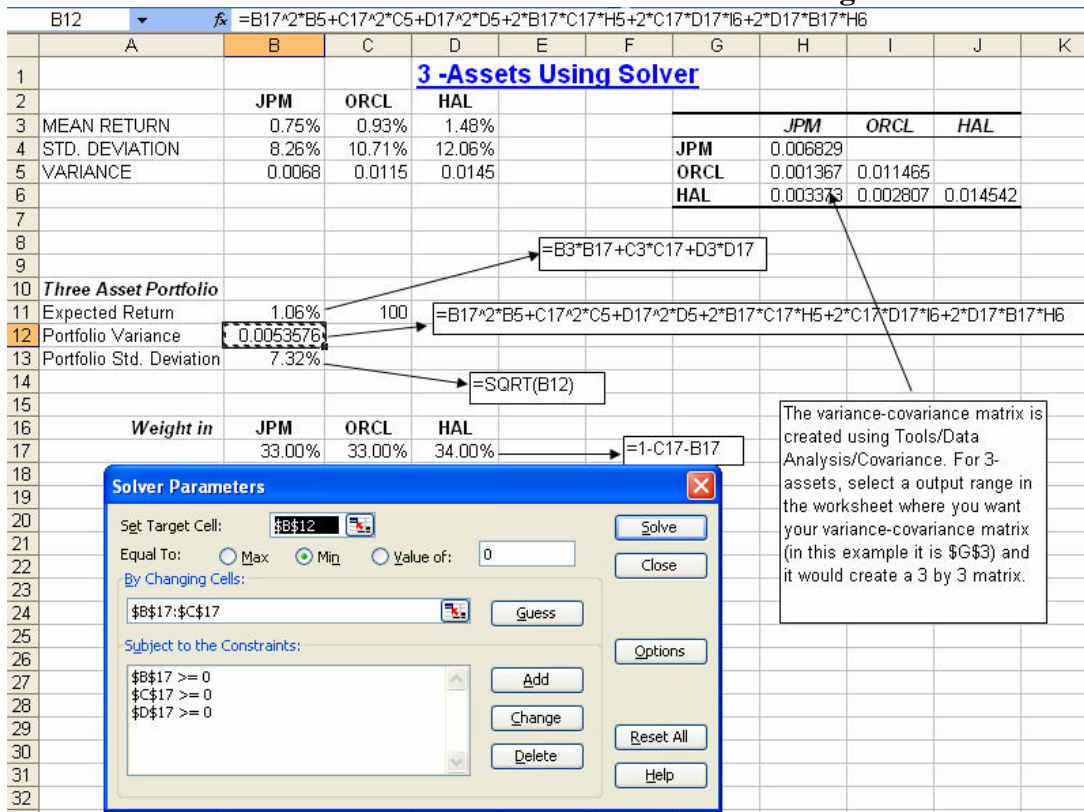 B12 fx =B17^2*B5+C17^2*C5+D17^2*D5+2*B17*C17*H5+2*C17*D17*I6+2*D17*B17*H6
A B C D E F G H I J K
1 3 -Assets Using Solver
2 JPM ORCL HAL
3 MEAN RETURN 0.75% 0.93% 1.48% JPM ORCL HAL
4 STD. DEVIATION 8.26% 10.71% 12.06% JPM 0.006829
5 VARIANCE 0.0068 0.0115 0.0145 ORCL 0.001367 0.011465
6 HAL 0.003373 0.002807 0.014542
7
8 =B3*B17+C3*C17+D3*D17
9
10 Three Asset Portfolio
11 Expected Return 1.06% 100 =B17^2*B5+C17^2*C5+D17^2*D5+2*B17*C17*H5+2*C17*D17*I6+2*D17*B17*H6
12 Portfolio Variance 0.0053576
13 Portfolio Std. Deviation 7.32%
14 =SQRT(B12)
15
16 Weight in JPM ORCL HAL
17 33.00% 33.00% 34.00% =1-C17-B17
The variance-covariance matrix is
created using Tools/Data
Analysis/Covariance. For 3-
assets, select a output range in
the worksheet where you want
your variance-covariance matrix
(in this example it is $G$3) and
it would create a 3 by 3 matrix.
18
19 Solver Parameters
20 Set Target Cell: $B$12 Solve
21 Equal To: Max Min Value of: 0
22 Close
23 By Changing Cells:
24 $B$17:$C$17 Guess
25 Subject to the Constraints:
26 Options
27 $B$17 >= 0 Add
$C$17 >= 0
28 $D$17 >= 0
29 Change
Reset All
30 Delete
31 Help
32